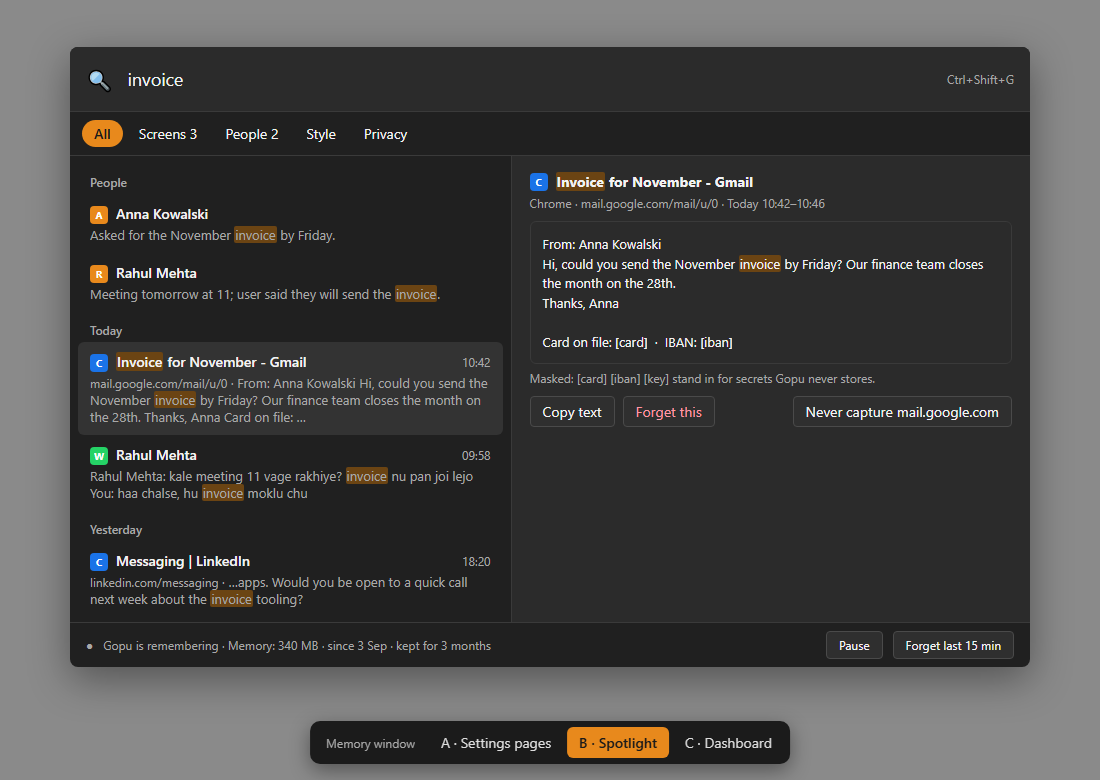 invoice
Ctrl+Shift+G
All
Screens 3
People 2
Style
Privacy
People
A
Anna Kowalski
Asked for the November invoice by Friday.
R
Rahul Mehta
Meeting tomorrow at 11; user said they will send the invoice.
Today
C
Invoice for November - Gmail
10:42
mail.google.com/mail/u/0 · From: Anna Kowalski Hi, could you send the
November invoice by Friday? Our finance team closes the month on
the 28th. Thanks, Anna Card on file: ...
W
Rahul Mehta
09:58
Rahul Mehta: kale meeting 11 vage rakhiye? invoice nu pan joi lejo
You: haa chalse, hu invoice moklu chu
Yesterday
C
Messaging | LinkedIn
18:20
linkedin.com/messaging · ...apps. Would you be open to a quick call
next week about the invoice tooling?
C
Invoice for November - Gmail
Chrome · mail.google.com/mail/u/0 · Today 10:42–10:46
From: Anna Kowalski
Hi, could you send the November invoice by Friday? Our finance team closes
the month on the 28th.
Thanks, Anna
Card on file: [card] · IBAN: [iban]
Masked: [card] [iban] [key] stand in for secrets Gopu never stores.
Copy text
Forget this
Never capture mail.google.com
Gopu is remembering · Memory: 340 MB · since 3 Sep · kept for 3 months
Pause
Forget last 15 min
Memory window
A · Settings pages
B · Spotlight
C · Dashboard